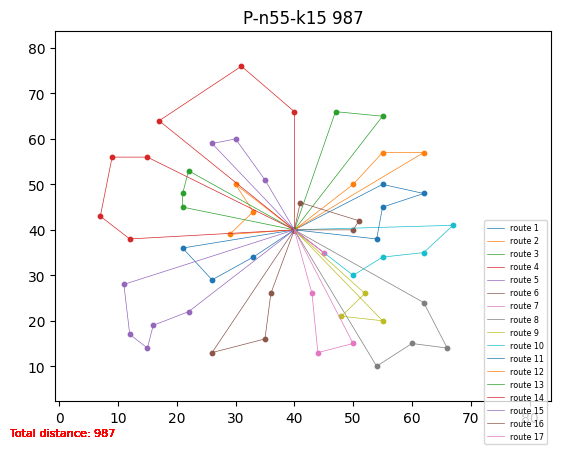 P-n55-k15 987
80
70
60
50
40
30
20
10
0 10 20 30 40 50 60 70 80
route 1
route 2
route 3
route 4
route 5
route 6
route 7
route 8
route 9
route 10
route 11
route 12
route 13
route 14
route 15
route 16
route 17
Total distance: 987